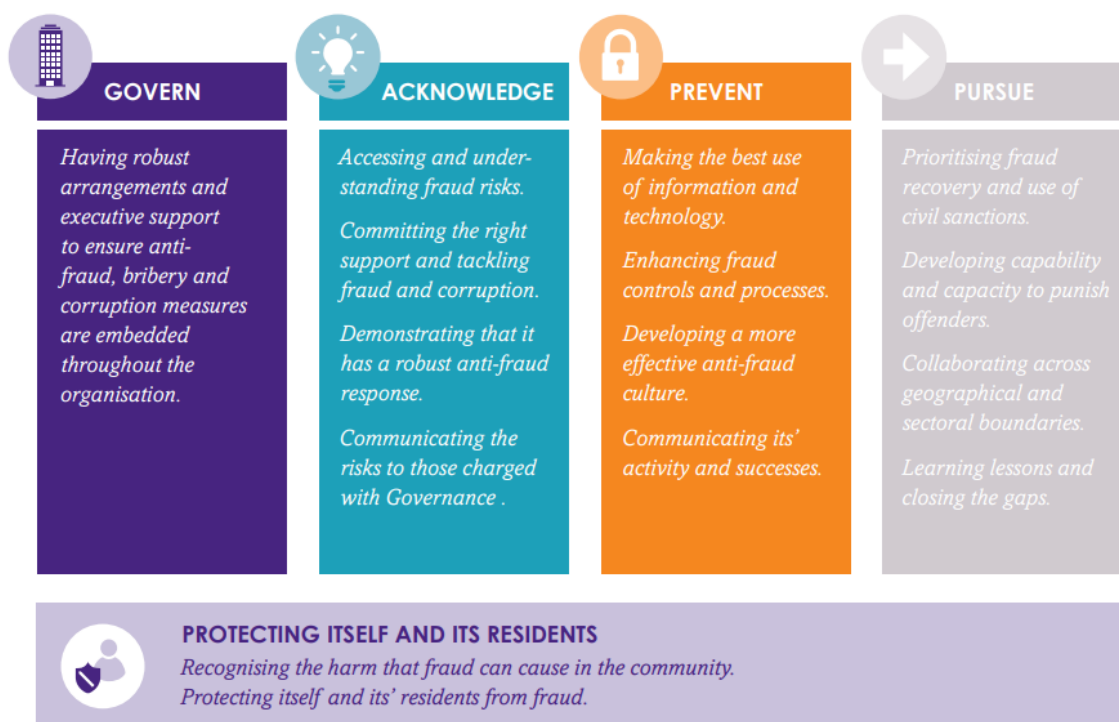 GOVERN
Having robust
arrangements and
executive support
to ensure anti-
fraud, bribery and
corruption measures
are embedded
throughout the
organisation.
ACKNOWLEDGE
Accessing and under-
standing fraud risks.
Committing the right
support and tackling
fraud and corruption.
Demonstrating that it
has a robust anti-fraud
response.
Communicating the
risks to those charged
with Governance .
PREVENT
Making the best use
of information and
technology.
Enhancing fraud
controls and processes.
Developing a more
effective anti-fraud
culture.
Communicating its’
activity and successes.
PURSUE
Prioritising fraud
recovery and use of
civil sanctions.
Developing capability
and capacity to punish
offenders.
Collaborating across
geographical and
sectoral boundaries.
Learning lessons and
closing the gaps.
PROTECTING ITSELF AND ITS RESIDENTS
Recognising the harm that fraud can cause in the community.
Protecting itself and its’ residents from fraud.